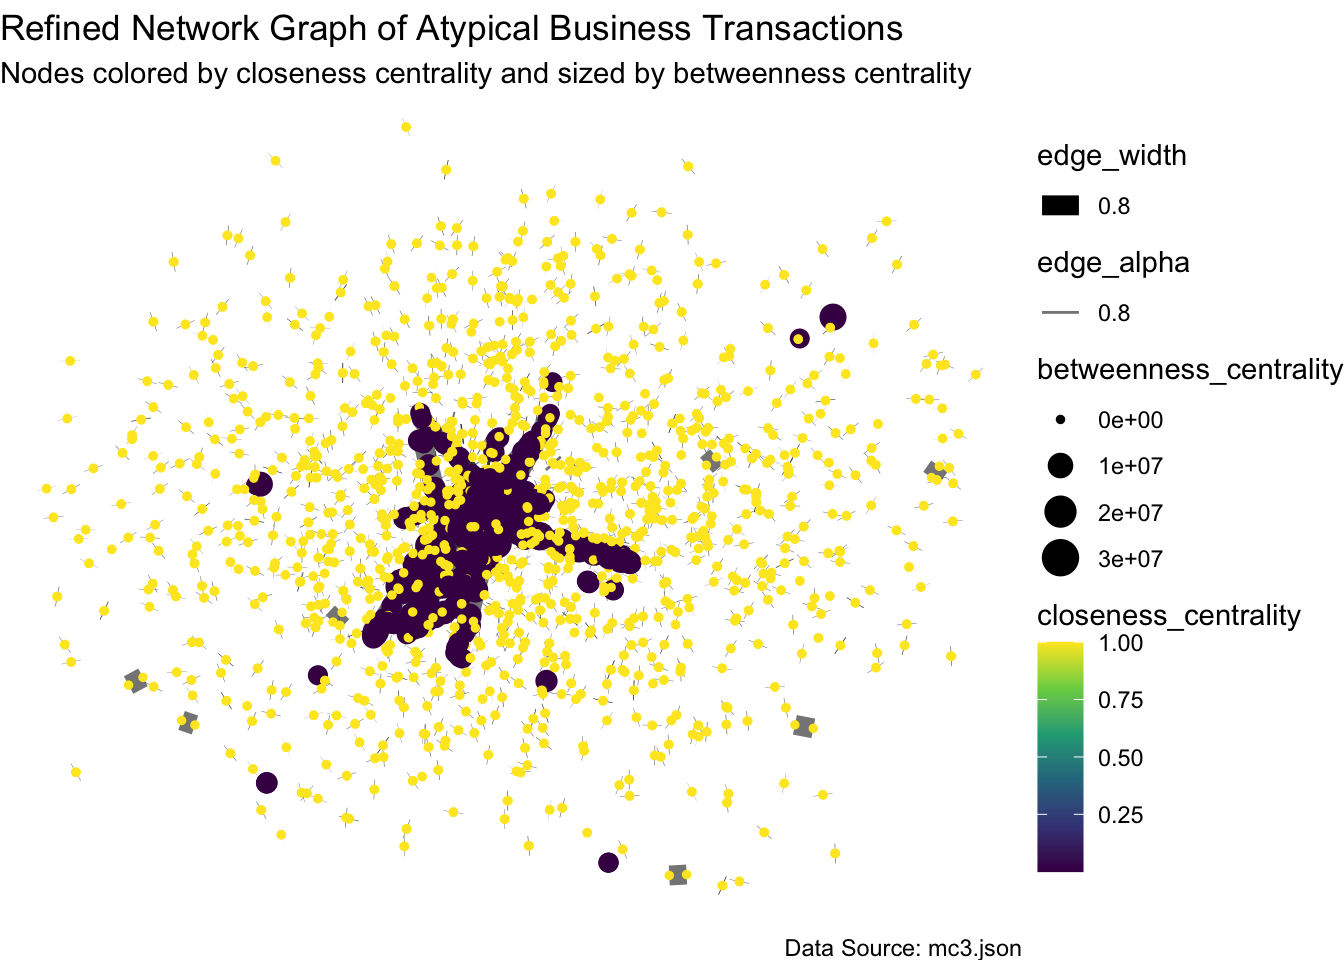 Refined Network Graph of Atypical Business Transactions
Nodes colored by closeness centrality and sized by betweenness centrality
edge_width
0.8
edge_alpha
0.8
betweenness_centrality
0e+00
1e+07
2e+07
3e+07
closeness_centrality
1.00
0.75
0.50
0.25
Data Source: mc3.json